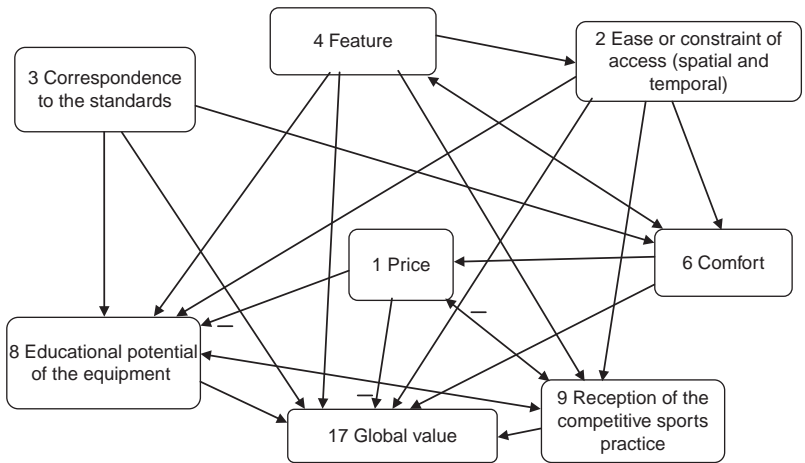 4 Feature
2 Ease or constraint of
access (spatial and
temporal)
3 Correspondence
to the standards
1 Price
6 Comfort
–
–
8 Educational potential
of the equipment
–
9 Reception of the
competitive sports
practice
17 Global value